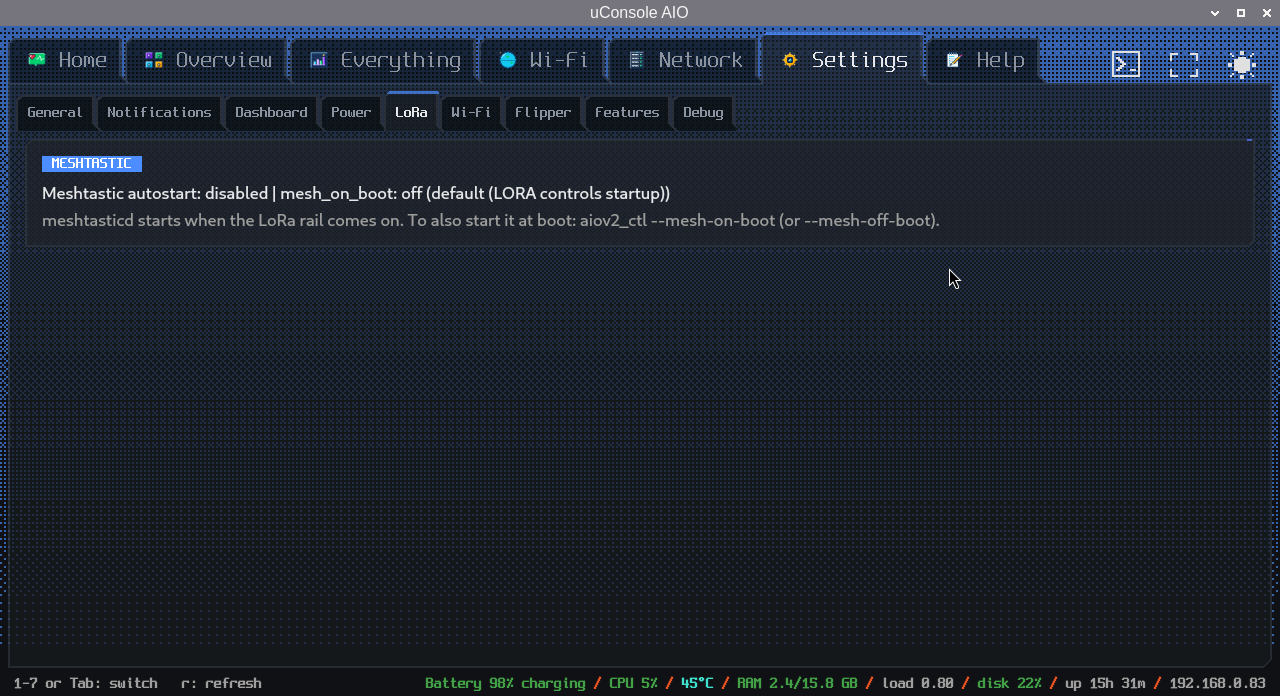 uConsole AIO
Home Overview Everything Wi-Fi Network Settings Help
General Notifications Dashboard Power LoRa Wi-Fi Flipper Features Debug
MESHTASTIC
Meshtastic autostart: disabled | mesh_on_boot: off (default (LORA controls startup))
meshtasticd starts when the LoRa rail comes on. To also start it at boot: aiov2_ctl --mesh-on-boot (or --mesh-off-boot).
1-7 or Tab: switch r: refresh Battery 98% charging / CPU 5% / 45°C / RAM 2.4/15.8 GB / load 0.80 / disk 22% / up 15h 31m / 192.168.0.83